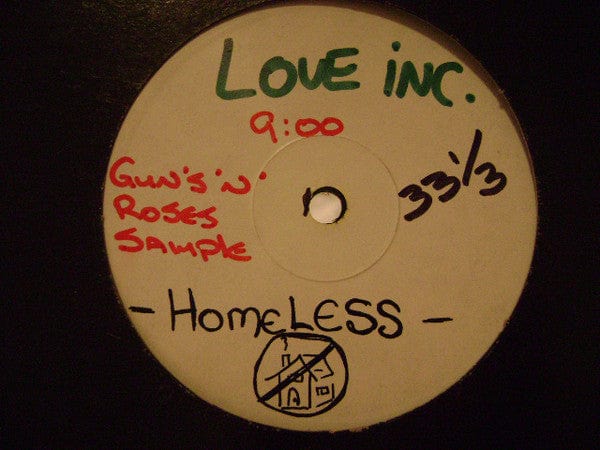 LOVE iNC.
9:00
GUN'S 'N'
ROSES
SAMPLE
33 1/3
- HOMELESS -